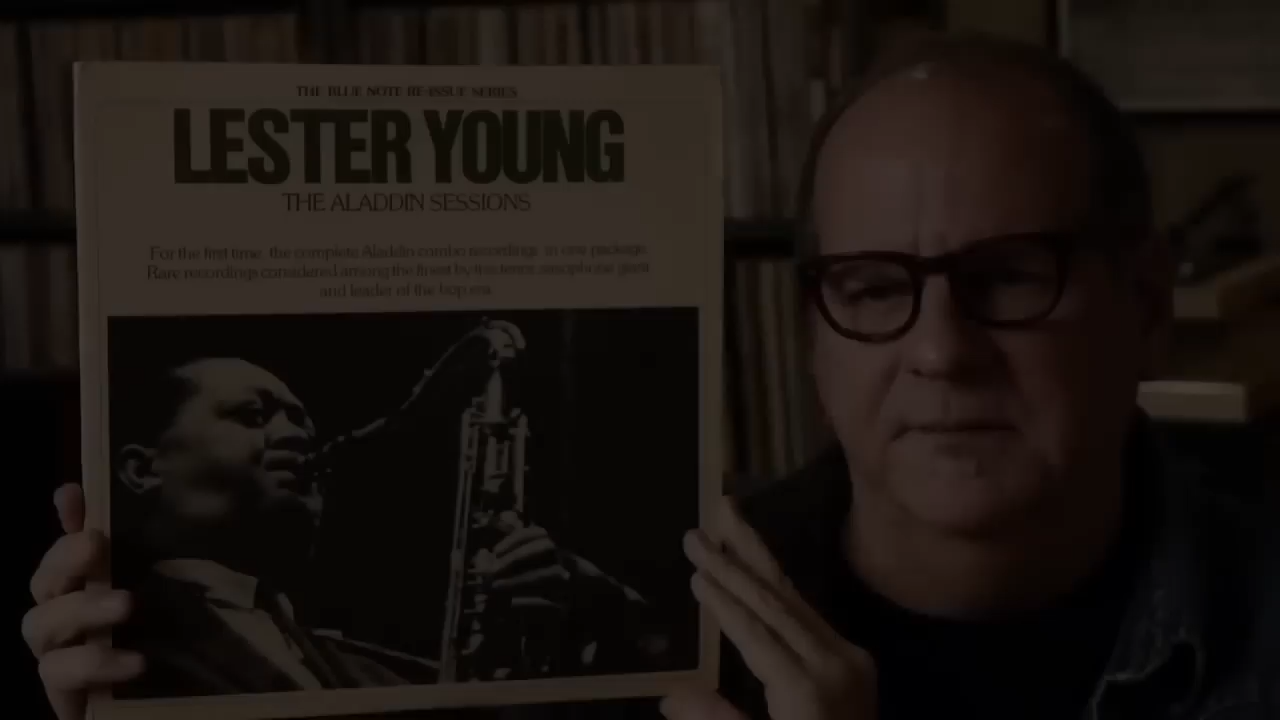 THE BLUE NOTE RE-ISSUE SERIES
LESTER YOUNG
THE ALADDIN SESSIONS
For the first time, the complete Aladdin combo recordings in one package.
Rare recordings considered among the finest by the tenor saxophone giant
and leader of the bop era.